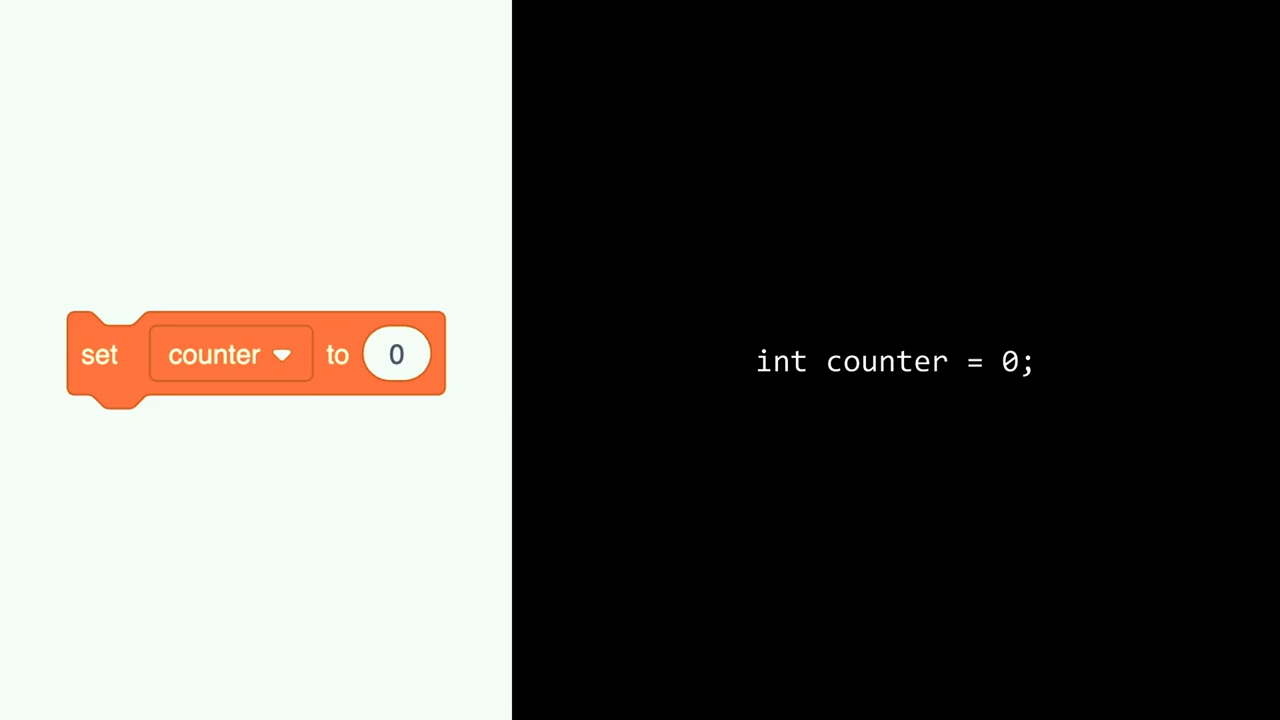 set counter to 0
int counter = 0;